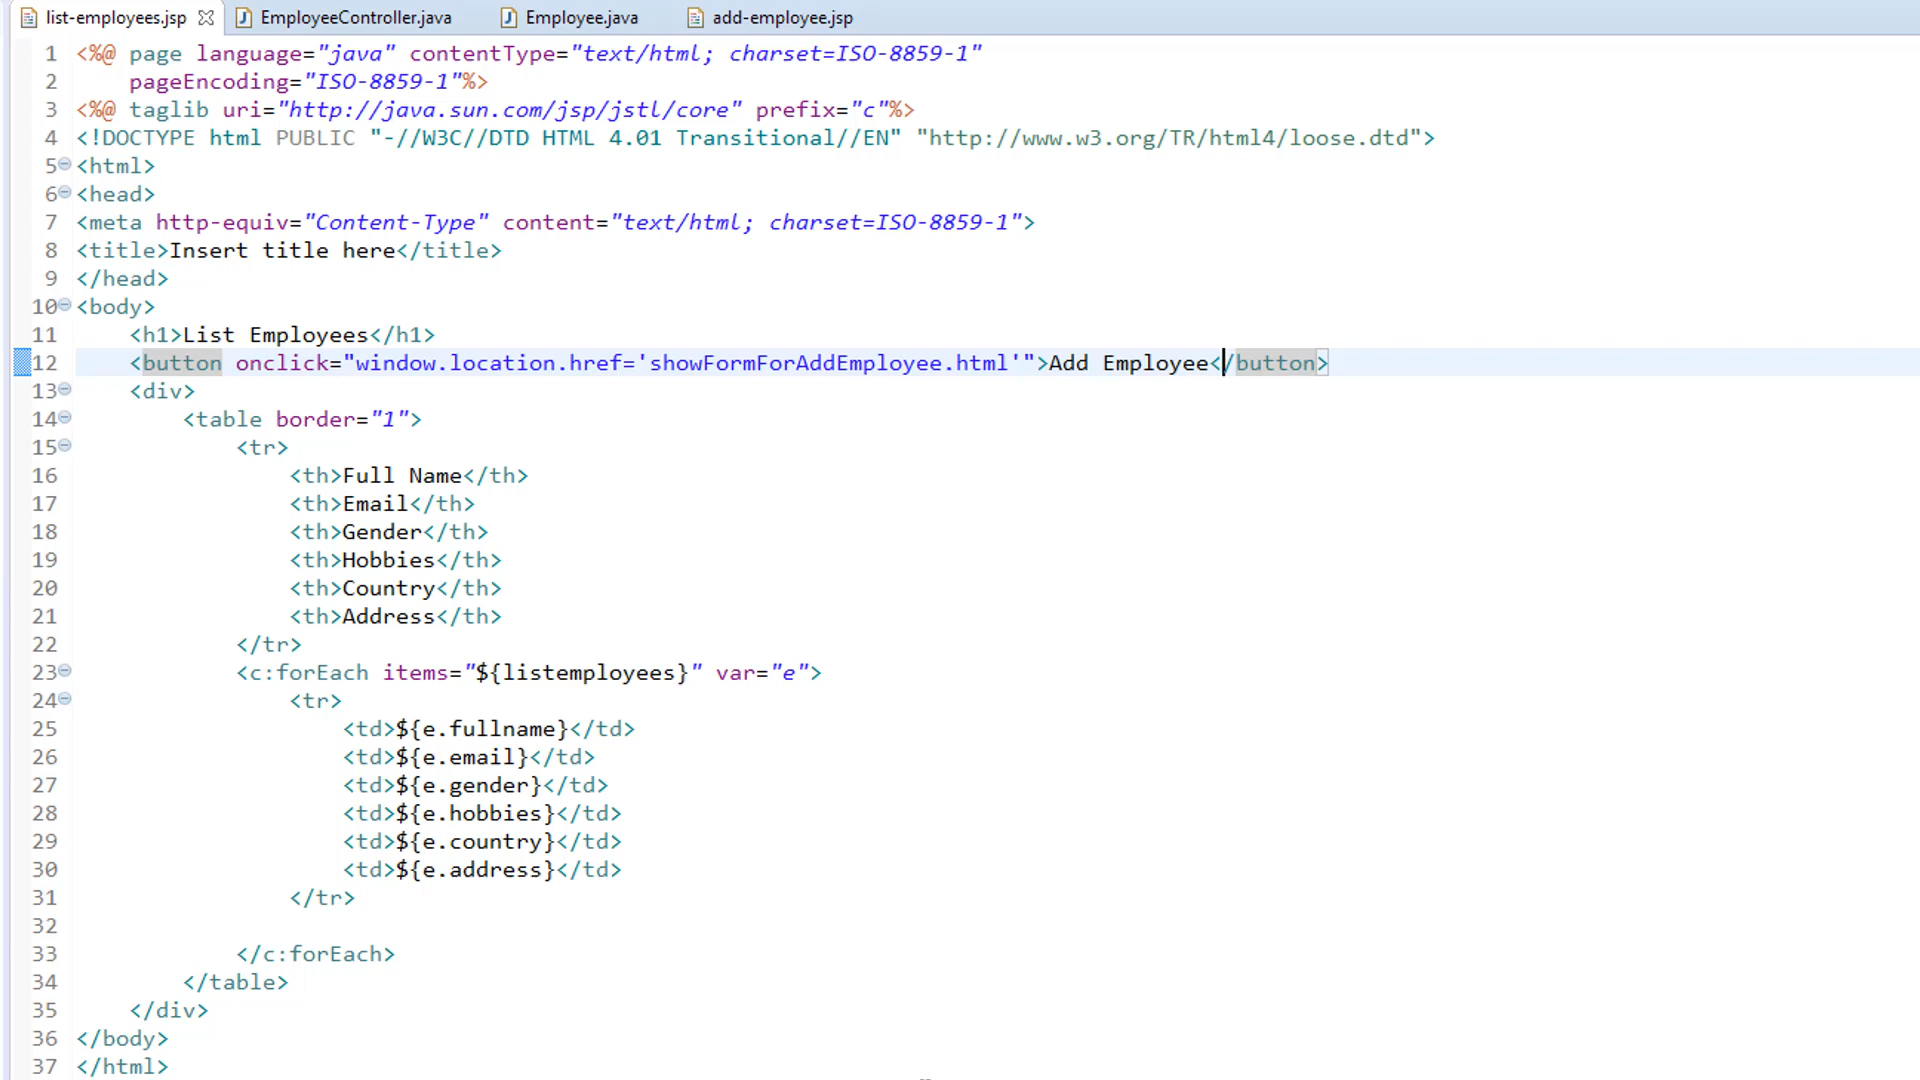 list-employees.jsp EmployeeController.java Employee.java add-employee.jsp
1 <%@ page language="java" contentType="text/html; charset=ISO-8859-1"
2     pageEncoding="ISO-8859-1"%>
3 <%@ taglib uri="http://java.sun.com/jsp/jstl/core" prefix="c"%>
4 <!DOCTYPE html PUBLIC "-//W3C//DTD HTML 4.01 Transitional//EN" "http://www.w3.org/TR/html4/loose.dtd">
5 <html>
6 <head>
7 <meta http-equiv="Content-Type" content="text/html; charset=ISO-8859-1">
8 <title>Insert title here</title>
9 </head>
10 <body>
11     <h1>List Employees</h1>
12     <button onclick="window.location.href='showFormForAddEmployee.html'">Add Employee</button>
13     <div>
14         <table border="1">
15             <tr>
16                 <th>Full Name</th>
17                 <th>Email</th>
18                 <th>Gender</th>
19                 <th>Hobbies</th>
20                 <th>Country</th>
21                 <th>Address</th>
22             </tr>
23             <c:forEach items="${listemployees}" var="e">
24                 <tr>
25                     <td>${e.fullname}</td>
26                     <td>${e.email}</td>
27                     <td>${e.gender}</td>
28                     <td>${e.hobbies}</td>
29                     <td>${e.country}</td>
30                     <td>${e.address}</td>
31                 </tr>
32
33             </c:forEach>
34         </table>
35     </div>
36 </body>
37 </html>